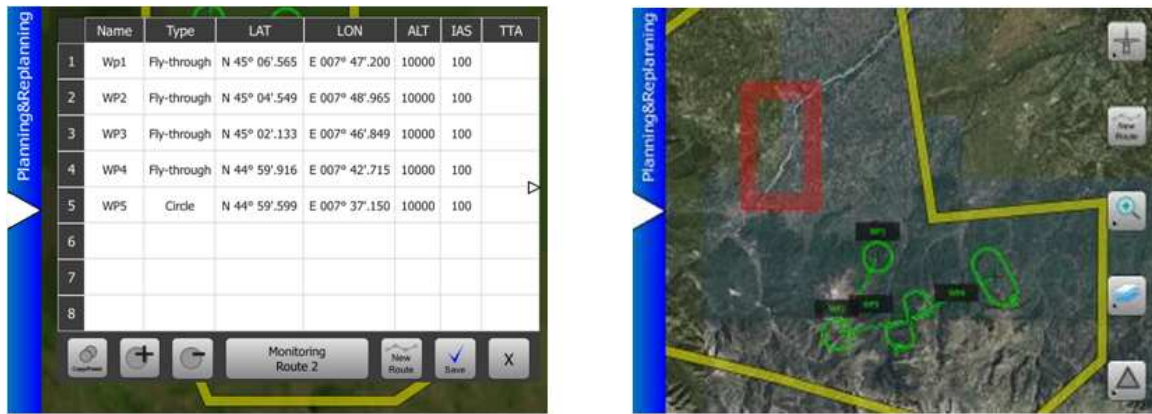 Planning&Replanning
Name Type LAT LON ALT IAS TTA
1 Wp1 Fly-through N 45° 06'.565 E 007° 47'.200 10000 100
2 WP2 Fly-through N 45° 04'.549 E 007° 48'.965 10000 100
3 WP3 Fly-through N 45° 02'.133 E 007° 46'.849 10000 100
4 WP4 Fly-through N 44° 59'.916 E 007° 42'.715 10000 100
5 WP5 Circle N 44° 59'.599 E 007° 37'.150 10000 100
6
7
8
Monitoring
Route 2
New
Route
Save
X
Planning&Replanning
New
Route